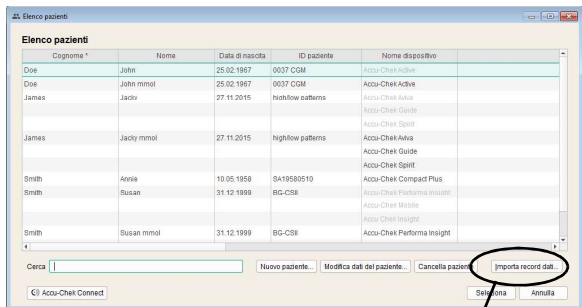 Elenco pazienti
Elenco pazienti
Cognome * Nome Data di nascita ID paziente Nome dispositivo
Doe John 25.02.1967 0037 CGM Accu-Chek Active
Doe John mmol 25.02.1967 0037 CGM Accu-Chek Active
James Jacky 27.11.2015 high/low patterns Accu-Chek Aviva
Accu-Chek Guide
Accu-Chek Spirit
James Jacky mmol 27.11.2015 high/low patterns Accu-Chek Aviva
Accu-Chek Guide
Accu-Chek Spirit
Smith Annie 10.05.1958 SA19580510 Accu-Chek Compact Plus
Smith Susan 31.12.1999 BG-CSII Accu-Chek Performa Insight
Accu-Chek Mobile
Accu-Chek Insight
Smith Susan mmol 31.12.1999 BG-CSII Accu-Chek Performa Insight
Cerca Nuovo paziente... Modifica dati del paziente... Cancella paziente Importa record dati...
Accu-Chek Connect Seleziona Annulla